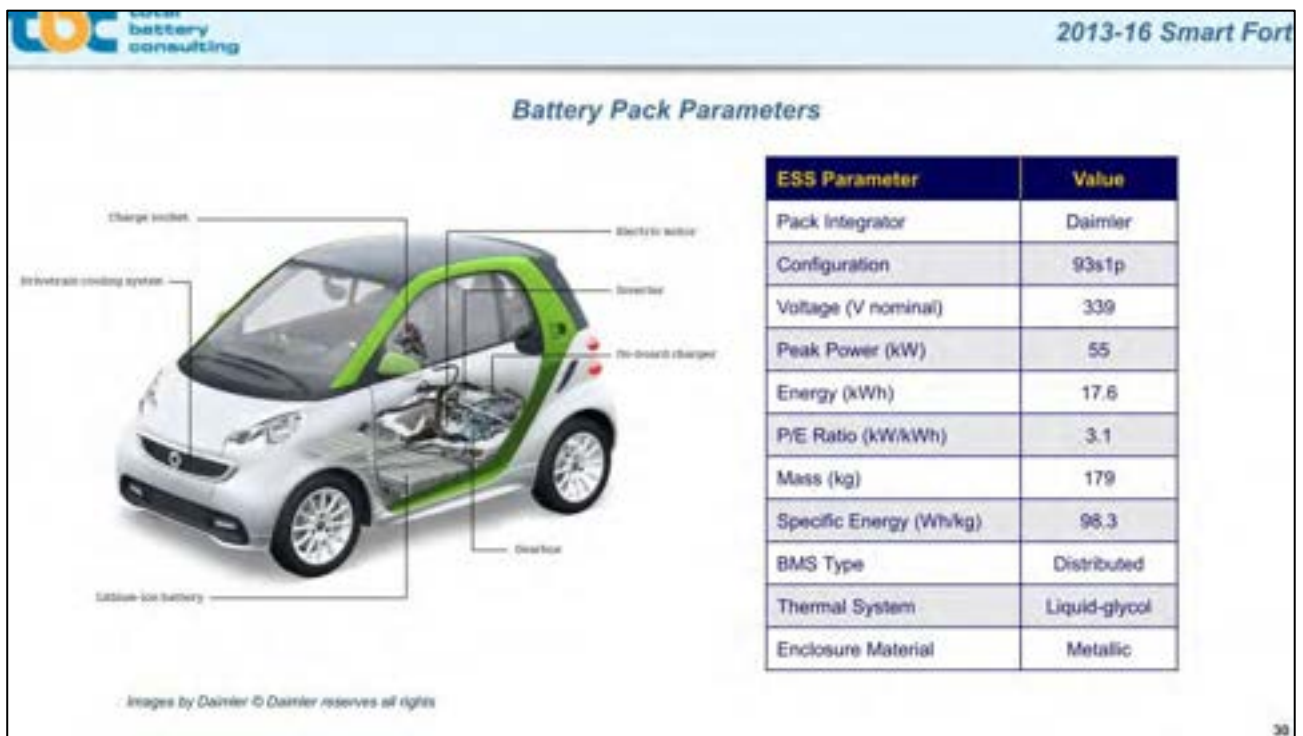 tbc total
battery
consulting
2013-16 Smart Fort
Battery Pack Parameters
Charge socket
Drivetrain cooling system
Electric motor
Inverter
On-board charger
Gearbox
Lithium-ion battery
ESS Parameter Value
Pack Integrator Daimler
Configuration 93s1p
Voltage (V nominal) 339
Peak Power (kW) 55
Energy (kWh) 17.6
P/E Ratio (kW/kWh) 3.1
Mass (kg) 179
Specific Energy (Wh/kg) 98.3
BMS Type Distributed
Thermal System Liquid-glycol
Enclosure Material Metallic
Images by Daimler © Daimler reserves all rights
30